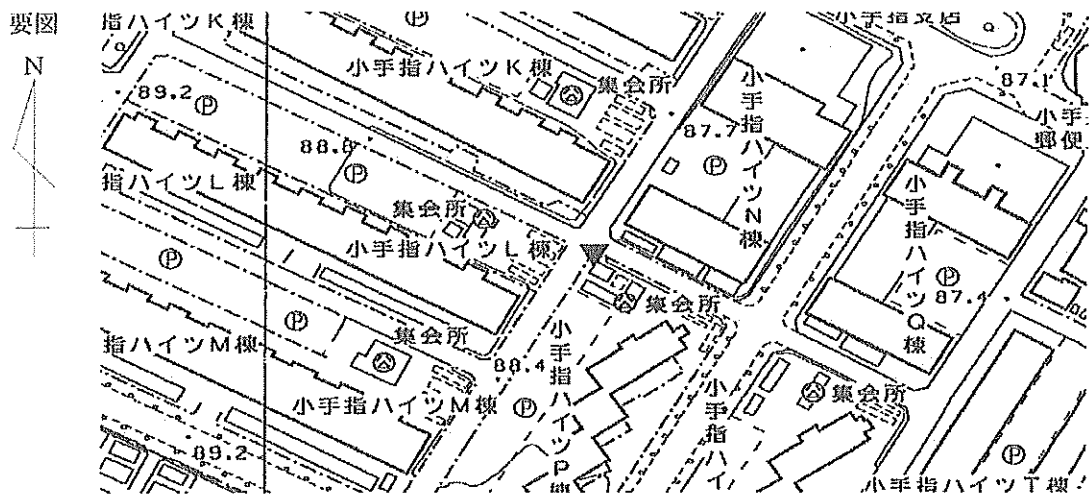 要図
N
指ハイツK棟
小手指ハイツK棟
集会所
小手指支店
87.1
小手
郵便
89.2
Ⓟ
88.8
87.7
Ⓟ
小手指ハイツN棟
指ハイツL棟
集会所
小手指ハイツL棟
小手指ハイツQ棟
Ⓟ
87.4
Ⓟ
Ⓟ
集会所
集会所
指ハイツM棟
88.4
Ⓟ
小手指ハイツP棟
小手指ハイツM棟
小手指ハイ
集会所
89.2
Ⓟ
小手指ハイツT棟